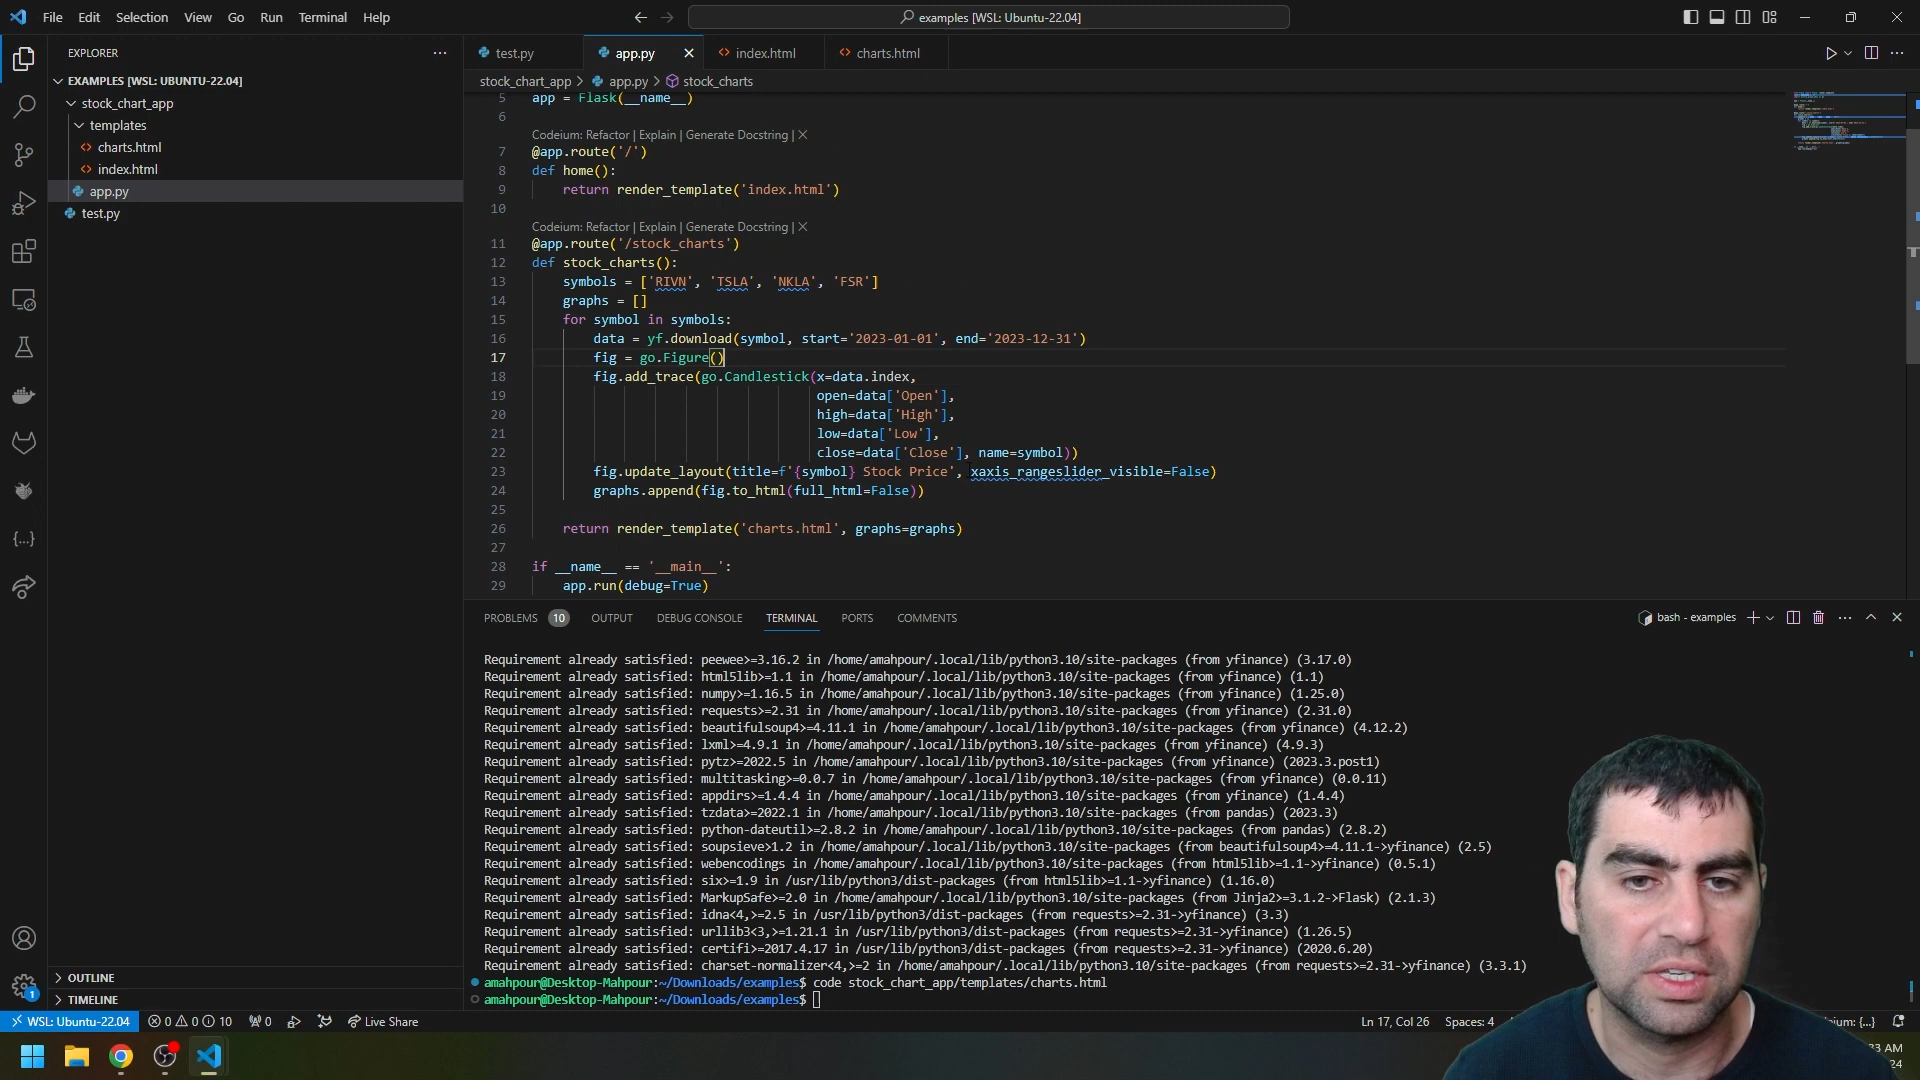 File Edit Selection View Go Run Terminal Help
examples [WSL: Ubuntu-22.04]
EXPLORER
EXAMPLES [WSL: UBUNTU-22.04]
stock_chart_app
templates
charts.html
index.html
app.py
test.py
OUTLINE
TIMELINE
test.py
app.py
index.html
charts.html
stock_chart_app > app.py > stock_charts
5 app = Flask(__name__)
6
Codeium: Refactor | Explain | Generate Docstring | X
7 @app.route('/')
8 def home():
9 return render_template('index.html')
10
Codeium: Refactor | Explain | Generate Docstring | X
11 @app.route('/stock_charts')
12 def stock_charts():
13 symbols = ['RIVN', 'TSLA', 'NKLA', 'FSR']
14 graphs = []
15 for symbol in symbols:
16 data = yf.download(symbol, start='2023-01-01', end='2023-12-31')
17 fig = go.Figure()
18 fig.add_trace(go.Candlestick(x=data.index,
19 open=data['Open'],
20 high=data['High'],
21 low=data['Low'],
22 close=data['Close'], name=symbol))
23 fig.update_layout(title=f'{symbol} Stock Price', xaxis_rangeslider_visible=False)
24 graphs.append(fig.to_html(full_html=False))
25
26 return render_template('charts.html', graphs=graphs)
27
28 if __name__ == '__main__':
29 app.run(debug=True)
PROBLEMS 10 OUTPUT DEBUG CONSOLE TERMINAL PORTS COMMENTS
bash - examples
Requirement already satisfied: peewee>=3.16.2 in /home/amahpour/.local/lib/python3.10/site-packages (from yfinance) (3.17.0)
Requirement already satisfied: html5lib>=1.1 in /home/amahpour/.local/lib/python3.10/site-packages (from yfinance) (1.1)
Requirement already satisfied: numpy>=1.16.5 in /home/amahpour/.local/lib/python3.10/site-packages (from yfinance) (1.25.0)
Requirement already satisfied: requests>=2.31 in /home/amahpour/.local/lib/python3.10/site-packages (from yfinance) (2.31.0)
Requirement already satisfied: beautifulsoup4>=4.11.1 in /home/amahpour/.local/lib/python3.10/site-packages (from yfinance) (4.12.2)
Requirement already satisfied: lxml>=4.9.1 in /home/amahpour/.local/lib/python3.10/site-packages (from yfinance) (4.9.3)
Requirement already satisfied: pytz>=2022.5 in /home/amahpour/.local/lib/python3.10/site-packages (from yfinance) (2023.3.post1)
Requirement already satisfied: multitasking>=0.0.7 in /home/amahpour/.local/lib/python3.10/site-packages (from yfinance) (0.0.11)
Requirement already satisfied: appdirs>=1.4.4 in /home/amahpour/.local/lib/python3.10/site-packages (from yfinance) (1.4.4)
Requirement already satisfied: tzdata>=2022.1 in /home/amahpour/.local/lib/python3.10/site-packages (from pandas) (2023.3)
Requirement already satisfied: python-dateutil>=2.8.2 in /home/amahpour/.local/lib/python3.10/site-packages (from pandas) (2.8.2)
Requirement already satisfied: soupsieve>1.2 in /home/amahpour/.local/lib/python3.10/site-packages (from beautifulsoup4>=4.11.1->yfinance) (2.5)
Requirement already satisfied: webencodings in /home/amahpour/.local/lib/python3.10/site-packages (from html5lib>=1.1->yfinance) (0.5.1)
Requirement already satisfied: six>=1.9 in /usr/lib/python3/dist-packages (from html5lib>=1.1->yfinance) (1.16.0)
Requirement already satisfied: MarkupSafe>=2.0 in /home/amahpour/.local/lib/python3.10/site-packages (from Jinja2>=3.1.2->Flask) (2.1.3)
Requirement already satisfied: idna<4,>=2.5 in /usr/lib/python3/dist-packages (from requests>=2.31->yfinance) (3.3)
Requirement already satisfied: urllib3<3,>=1.21.1 in /usr/lib/python3/dist-packages (from requests>=2.31->yfinance) (1.26.5)
Requirement already satisfied: certifi>=2017.4.17 in /usr/lib/python3/dist-packages (from requests>=2.31->yfinance) (2020.6.20)
Requirement already satisfied: charset-normalizer<4,>=2 in /home/amahpour/.local/lib/python3.10/site-packages (from requests>=2.31->yfinance) (3.3.1)
amahpour@Desktop-Mahpour:~/Downloads/examples$ code stock_chart_app/templates/charts.html
amahpour@Desktop-Mahpour:~/Downloads/examples$
1
WSL: Ubuntu-22.04 0 0 10 0 Live Share
Ln 17, Col 26 Spaces: 4
{...}
33 AM
24